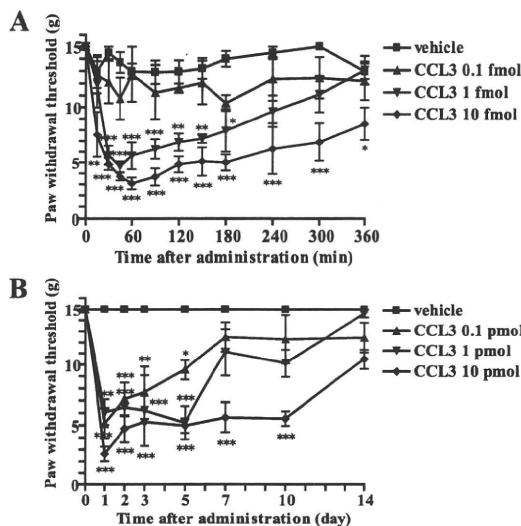 A
Paw withdrawal threshold (g)
15
10
5
0
** ** ** ** *
*** *** *** ***
** *** *** *** *** *** *** *** *** *
0 60 120 180 240 300 360
Time after administration (min)
vehicle
CCL3 0.1 fmol
CCL3 1 fmol
CCL3 10 fmol
B
Paw withdrawal threshold (g)
15
10
5
0
** *** ** *
*** *** *** ***
*** *** *** *** *** ***
0 1 2 3 5 7 10 14
Time after administration (day)
vehicle
CCL3 0.1 pmol
CCL3 1 pmol
CCL3 10 pmol